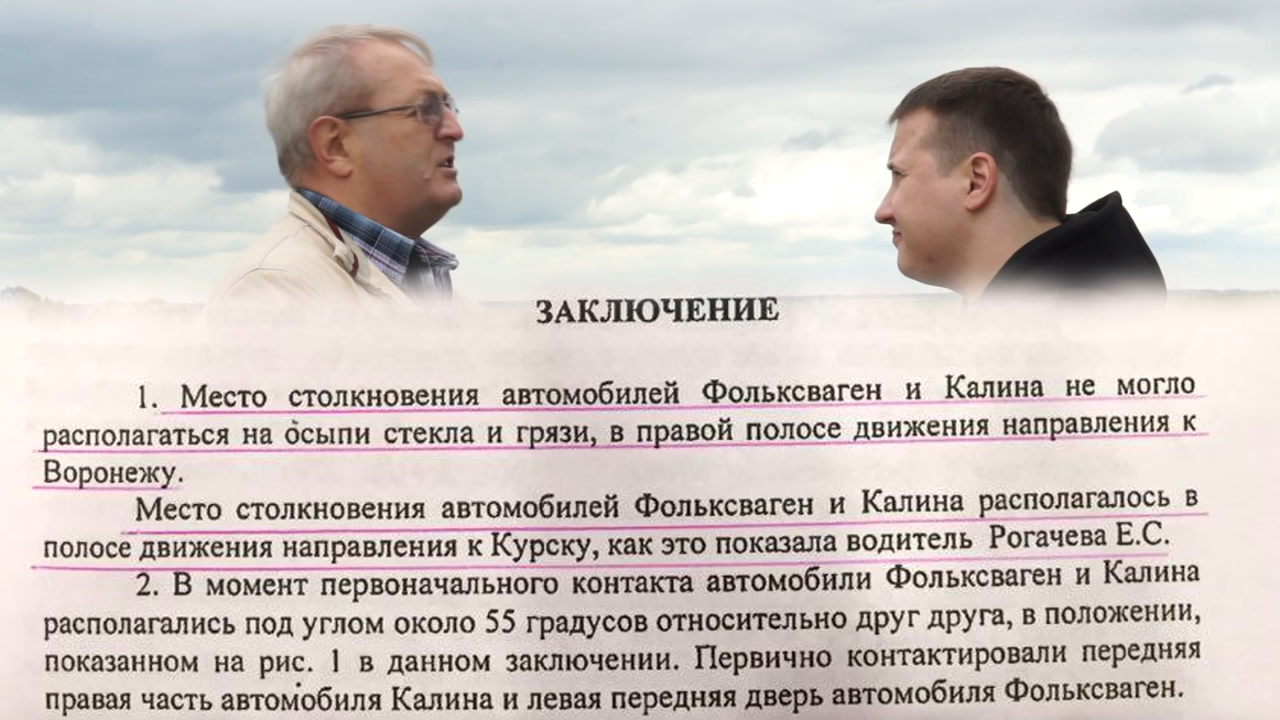 ЗАКЛЮЧЕНИЕ
1. Место столкновения автомобилей Фольксваген и Калина не могло
располагаться на осыпи стекла и грязи, в правой полосе движения направления к
Воронежу.
Место столкновения автомобилей Фольксваген и Калина располагалось в
полосе движения направления к Курску, как это показала водитель Рогачева Е.С.
2. В момент первоначального контакта автомобили Фольксваген и Калина
располагались под углом около 55 градусов относительно друг друга, в положении,
показанном на рис. 1 в данном заключении. Первично контактировали передняя
правая часть автомобиля Калина и левая передняя дверь автомобиля Фольксваген.